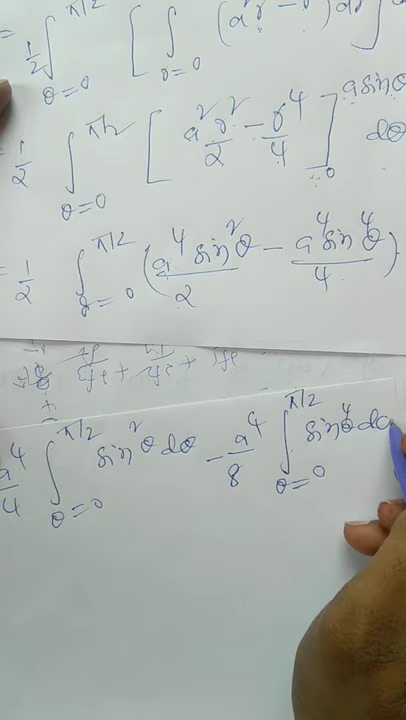 = 1/2 ∫_{θ=0}^{π/2} [ ∫_{r=0} (a²r - r³) dr ]
= 1/2 ∫_{θ=0}^{π/2} [ a²r²/2 - r⁴/4 ]_0^{a sinθ} dθ
= 1/2 ∫_{θ=0}^{π/2} ( a⁴ sin²θ/2 - a⁴ sin⁴θ/4 )
a⁴/4 ∫_{θ=0}^{π/2} sin²θ dθ - a⁴/8 ∫_{θ=0}^{π/2} sin⁴θ dθ